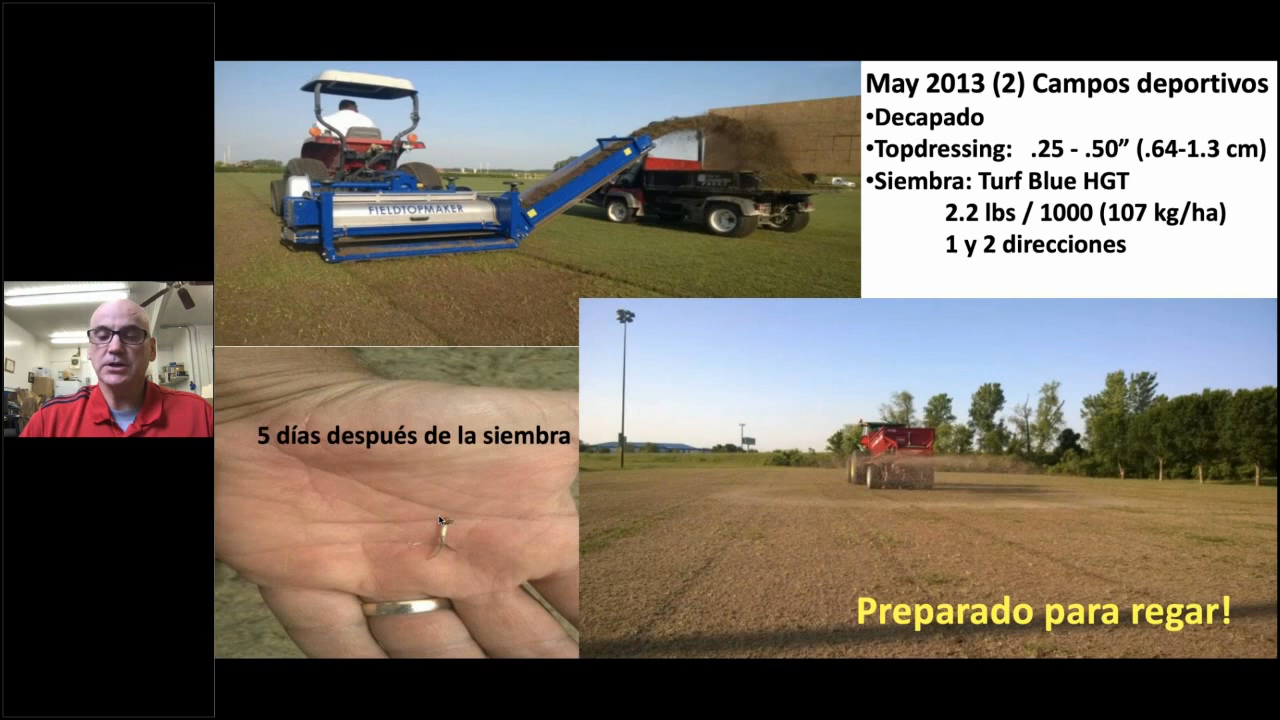 May 2013 (2) Campos deportivos
•Decapado
•Topdressing: .25 - .50” (.64-1.3 cm)
•Siembra: Turf Blue HGT
2.2 lbs / 1000 (107 kg/ha)
1 y 2 direcciones
FIELDTOPMAKER
5 días después de la siembra
Preparado para regar!